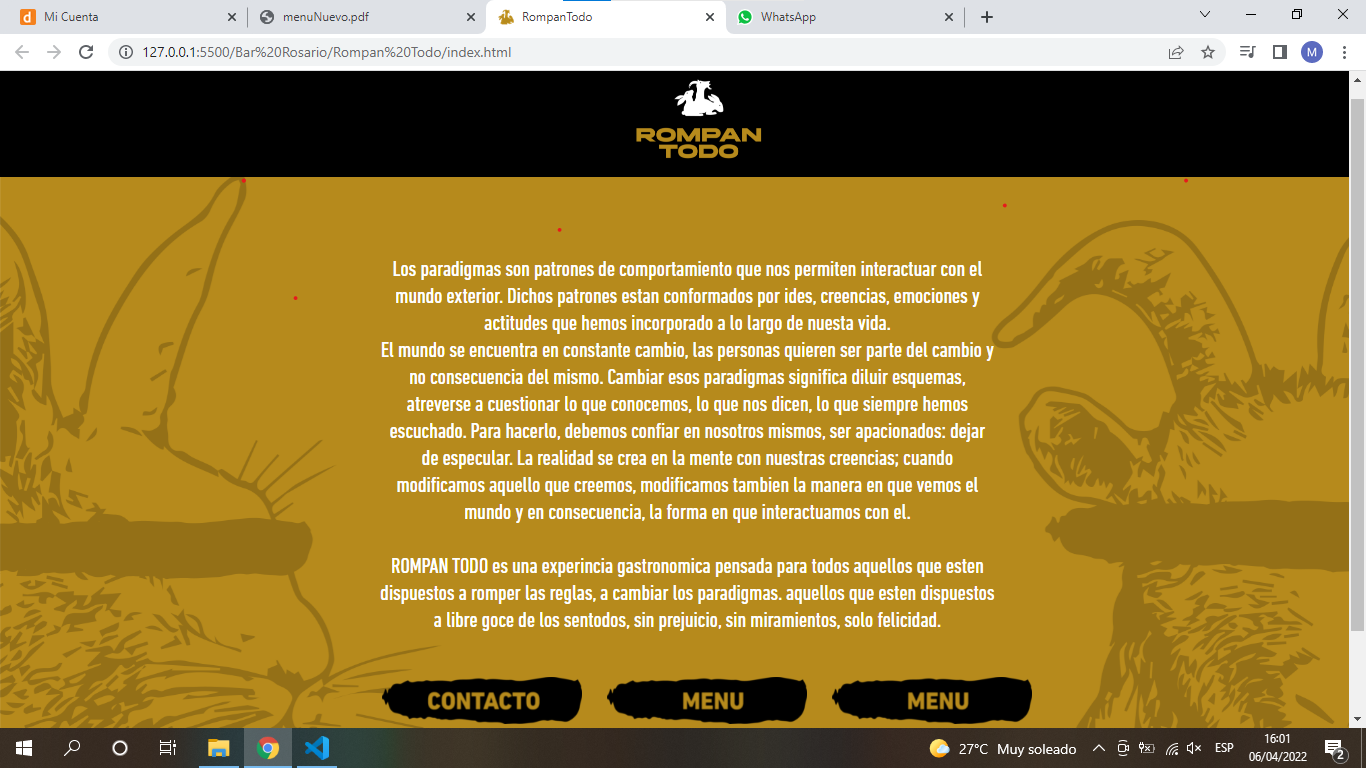 Mi Cuenta
menuNuevo.pdf
RompanTodo
WhatsApp
127.0.0.1:5500/Bar%20Rosario/Rompan%20Todo/index.html
M
ROMPAN
TODO
Los paradigmas son patrones de comportamiento que nos permiten interactuar con el
mundo exterior. Dichos patrones estan conformados por ides, creencias, emociones y
actitudes que hemos incorporado a lo largo de nuesta vida.
El mundo se encuentra en constante cambio, las personas quieren ser parte del cambio y
no consecuencia del mismo. Cambiar esos paradigmas significa diluir esquemas,
atreverse a cuestionar lo que conocemos, lo que nos dicen, lo que siempre hemos
escuchado. Para hacerlo, debemos confiar en nosotros mismos, ser apacionados: dejar
de especular. La realidad se crea en la mente con nuestras creencias; cuando
modificamos aquello que creemos, modificamos tambien la manera en que vemos el
mundo y en consecuencia, la forma en que interactuamos con el.
ROMPAN TODO es una experincia gastronomica pensada para todos aquellos que esten
dispuestos a romper las reglas, a cambiar los paradigmas. aquellos que esten dispuestos
a libre goce de los sentodos, sin prejuicio, sin miramientos, solo felicidad.
CONTACTO
MENU
MENU
27°C Muy soleado
ESP
16:01
06/04/2022
2